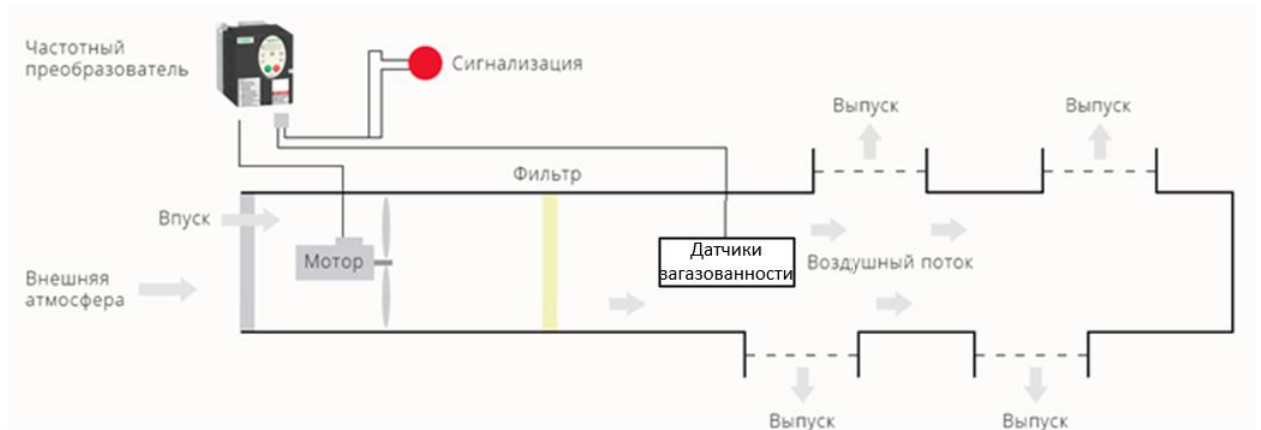 Частотный
преобразователь
Сигнализация
Выпуск
Выпуск
Фильтр
Впуск
Мотор
Датчики
загазованности
Воздушный поток
Внешняя
атмосфера
Выпуск
Выпуск